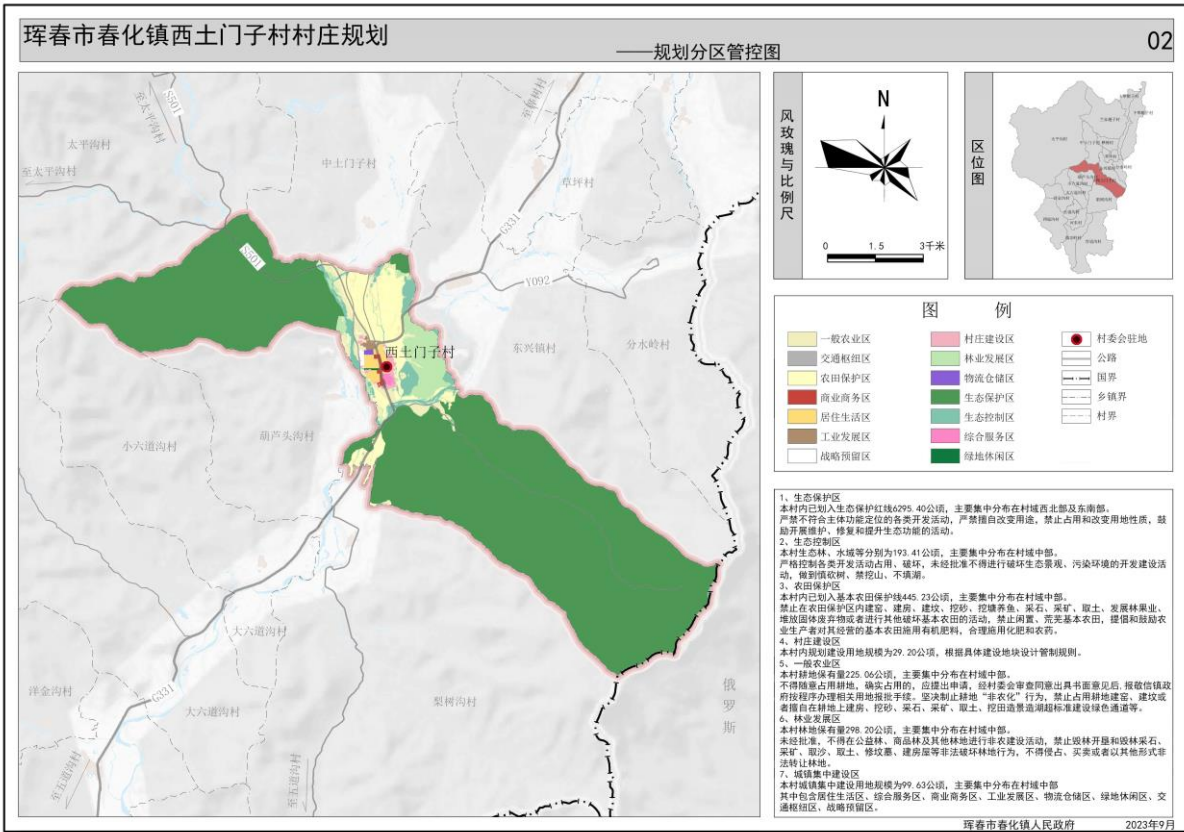 珲春市春化镇西土门子村村庄规划
——规划分区管控图
02
S501
至太平沟村
太平沟村
至太平沟村
中土门子村
至桦树村
草坪村
G331
S501
Y092
西土门子村
东兴镇村
分水岭村
葫芦头沟村
小六道沟村
大六道沟村
洋金沟村
G331
大六道沟村
梨树沟村
俄罗斯
至五道沟村
至五道沟村
风玫瑰与比例尺
N
0 1.5 3千米
区位图
图 例
一般农业区
村庄建设区
村委会驻地
交通枢纽区
林业发展区
公路
农田保护区
物流仓储区
国界
商业商务区
生态保护区
乡镇界
居住生活区
生态控制区
村界
工业发展区
综合服务区
战略预留区
绿地休闲区
1、生态保护区
本村内已划入生态保护红线6295.40公顷，主要集中分布在村域西北部及东南部。
严禁不符合主体功能定位的各类开发活动，严禁擅自改变用途，禁止占用和改变用地性质，鼓
励开展维护、修复和提升生态功能的活动。
2、生态控制区
本村生态林、水域等分别为193.41公顷，主要集中分布在村域中部。
严格控制各类开发活动占用、破坏，未经批准不得进行破坏生态景观、污染环境的开发建设活
动，做到慎砍树、禁挖山、不填湖。
3、农田保护区
本村内已划入基本农田保护线445.23公顷，主要集中分布在村域中部。
禁止在农田保护区内建窑、建房、建坟、挖砂、挖塘养鱼、采石、采矿、取土、发展林果业、
堆放固体废弃物或者进行其他破坏基本农田的活动，禁止闲置、荒芜基本农田，提倡和鼓励农
业生产者对其经营的基本农田施用有机肥料，合理施用化肥和农药。
4、村庄建设区
本村内规划建设用地规模为29.20公顷，根据具体建设地块设计管制规则。
5、一般农业区
本村耕地保有量225.06公顷，主要集中分布在村域中部。
不得随意占用耕地，确实占用的，应提出申请，经村委会审查同意出具书面意见后，报敬信镇政
府按程序办理相关用地报批手续。坚决制止耕地“非农化”行为，禁止占用耕地建窑、建坟或
者擅自在耕地上建房、挖砂、采石、采矿、取土、挖田造景造湖超标准建设绿色通道等。
6、林业发展区
本村林地保有量298.20公顷，主要集中分布在村域中部。
未经批准，不得在公益林、商品林及其他林地进行非农建设活动，禁止毁林开垦和毁林采石、
采矿、取沙、取土、修坟墓、建房屋等非法破坏林地行为，不得侵占、买卖或者以其他形式非
法转让林地。
7、城镇集中建设区
本村城镇集中建设用地规模为99.63公顷，主要集中分布在村域中部
其中包含居住生活区、综合服务区、商业商务区、工业发展区、物流仓储区、绿地休闲区、交
通枢纽区、战略预留区。
珲春市春化镇人民政府
2023年9月